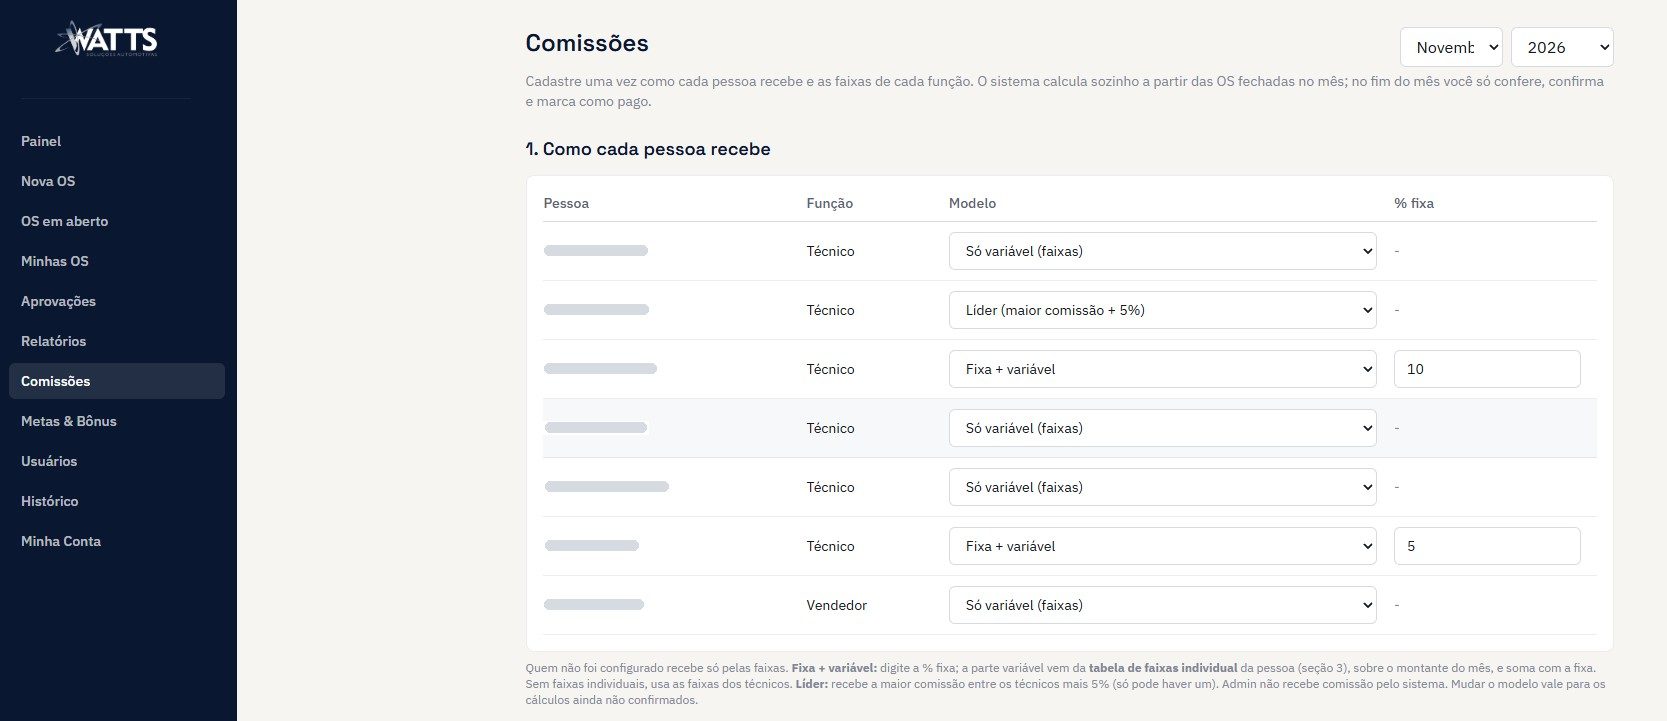 WATTS
SOLUÇÕES AUTOMOTIVAS
Painel
Nova OS
OS em aberto
Minhas OS
Aprovações
Relatórios
Comissões
Metas & Bônus
Usuários
Histórico
Minha Conta
Comissões
Novemb
2026
Cadastre uma vez como cada pessoa recebe e as faixas de cada função. O sistema calcula sozinho a partir das OS fechadas no mês; no fim do mês você só confere, confirma
e marca como pago.
1. Como cada pessoa recebe
Pessoa Função Modelo % fixa
Técnico Só variável (faixas) -
Técnico Líder (maior comissão + 5%) -
Técnico Fixa + variável 10
Técnico Só variável (faixas) -
Técnico Só variável (faixas) -
Técnico Fixa + variável 5
Vendedor Só variável (faixas) -
Quem não foi configurado recebe só pelas faixas. Fixa + variável: digite a % fixa; a parte variável vem da tabela de faixas individual da pessoa (seção 3), sobre o montante do mês, e soma com a fixa.
Sem faixas individuais, usa as faixas dos técnicos. Líder: recebe a maior comissão entre os técnicos mais 5% (só pode haver um). Admin não recebe comissão pelo sistema. Mudar o modelo vale para os
cálculos ainda não confirmados.